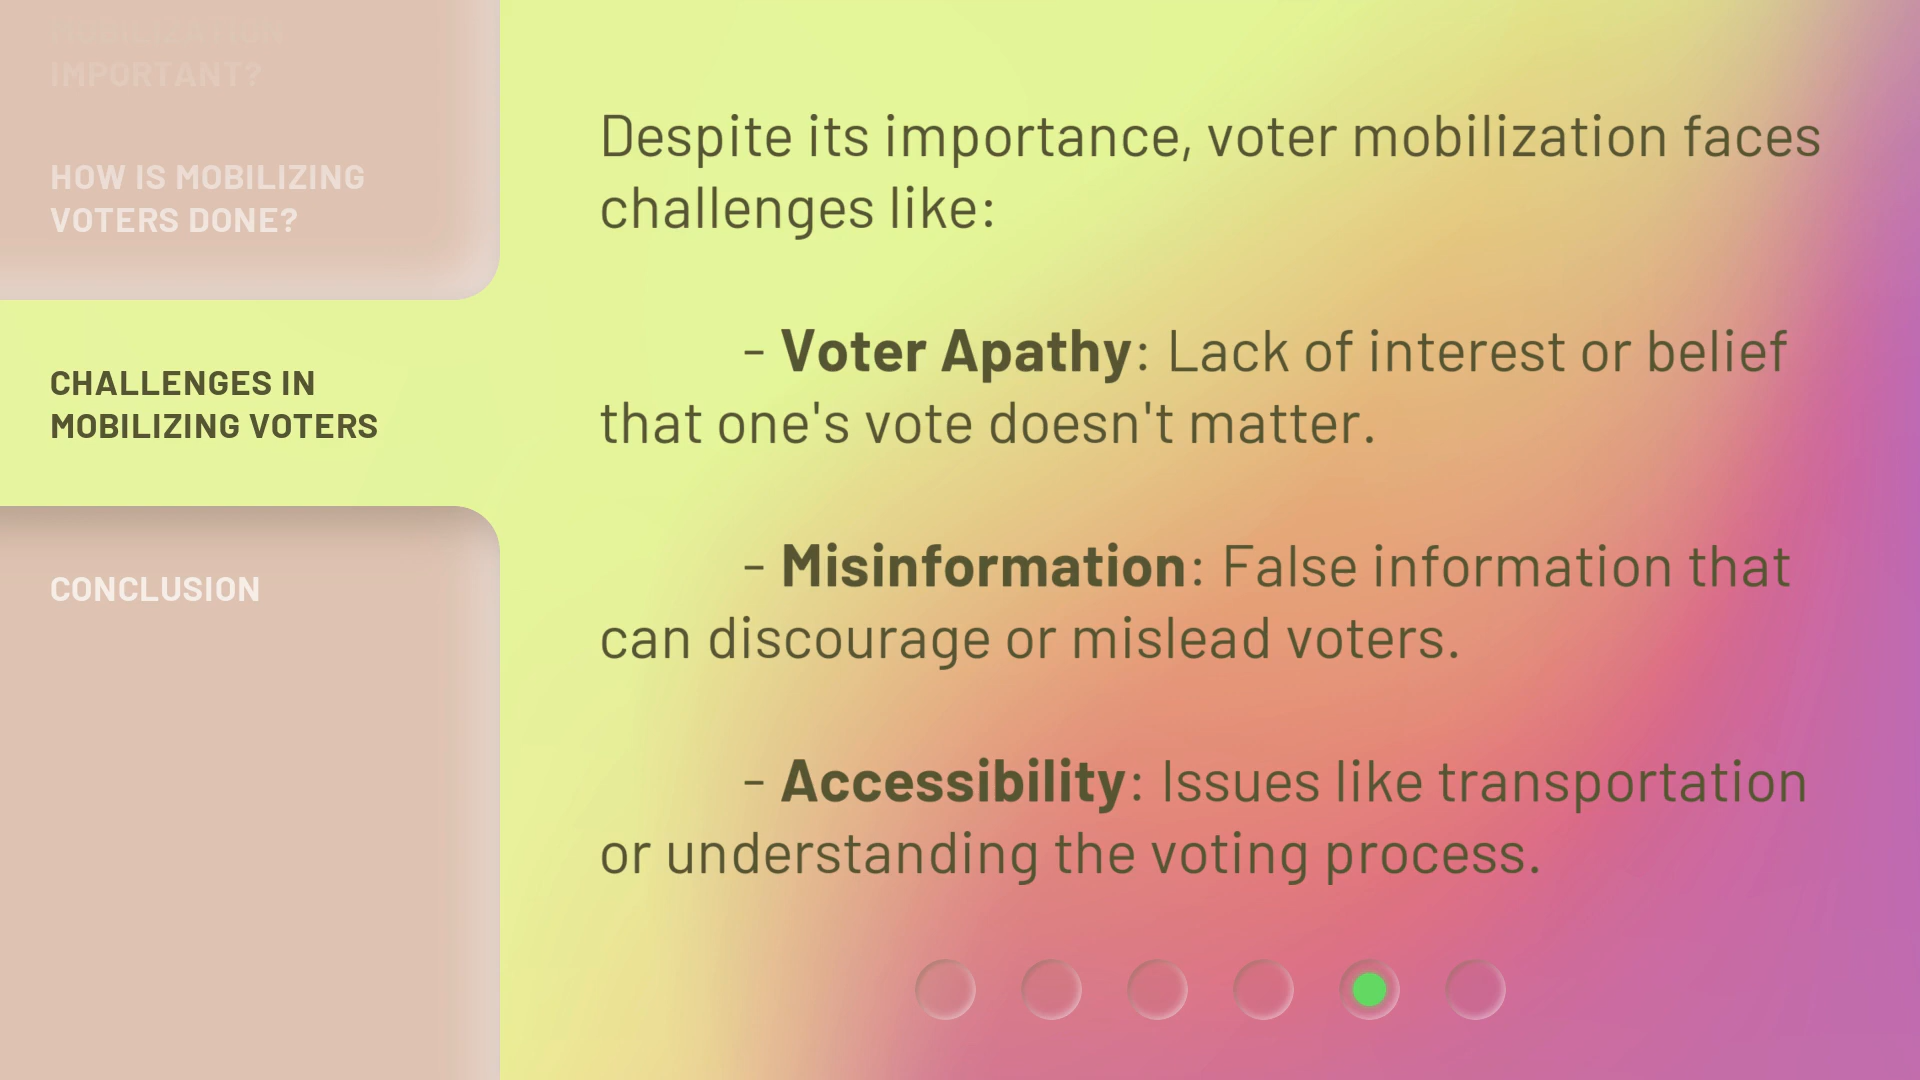 MOBILIZATION
IMPORTANT?
HOW IS MOBILIZING
VOTERS DONE?
CHALLENGES IN
MOBILIZING VOTERS
CONCLUSION
Despite its importance, voter mobilization faces
challenges like:
- Voter Apathy: Lack of interest or belief
that one's vote doesn't matter.
- Misinformation: False information that
can discourage or mislead voters.
- Accessibility: Issues like transportation
or understanding the voting process.